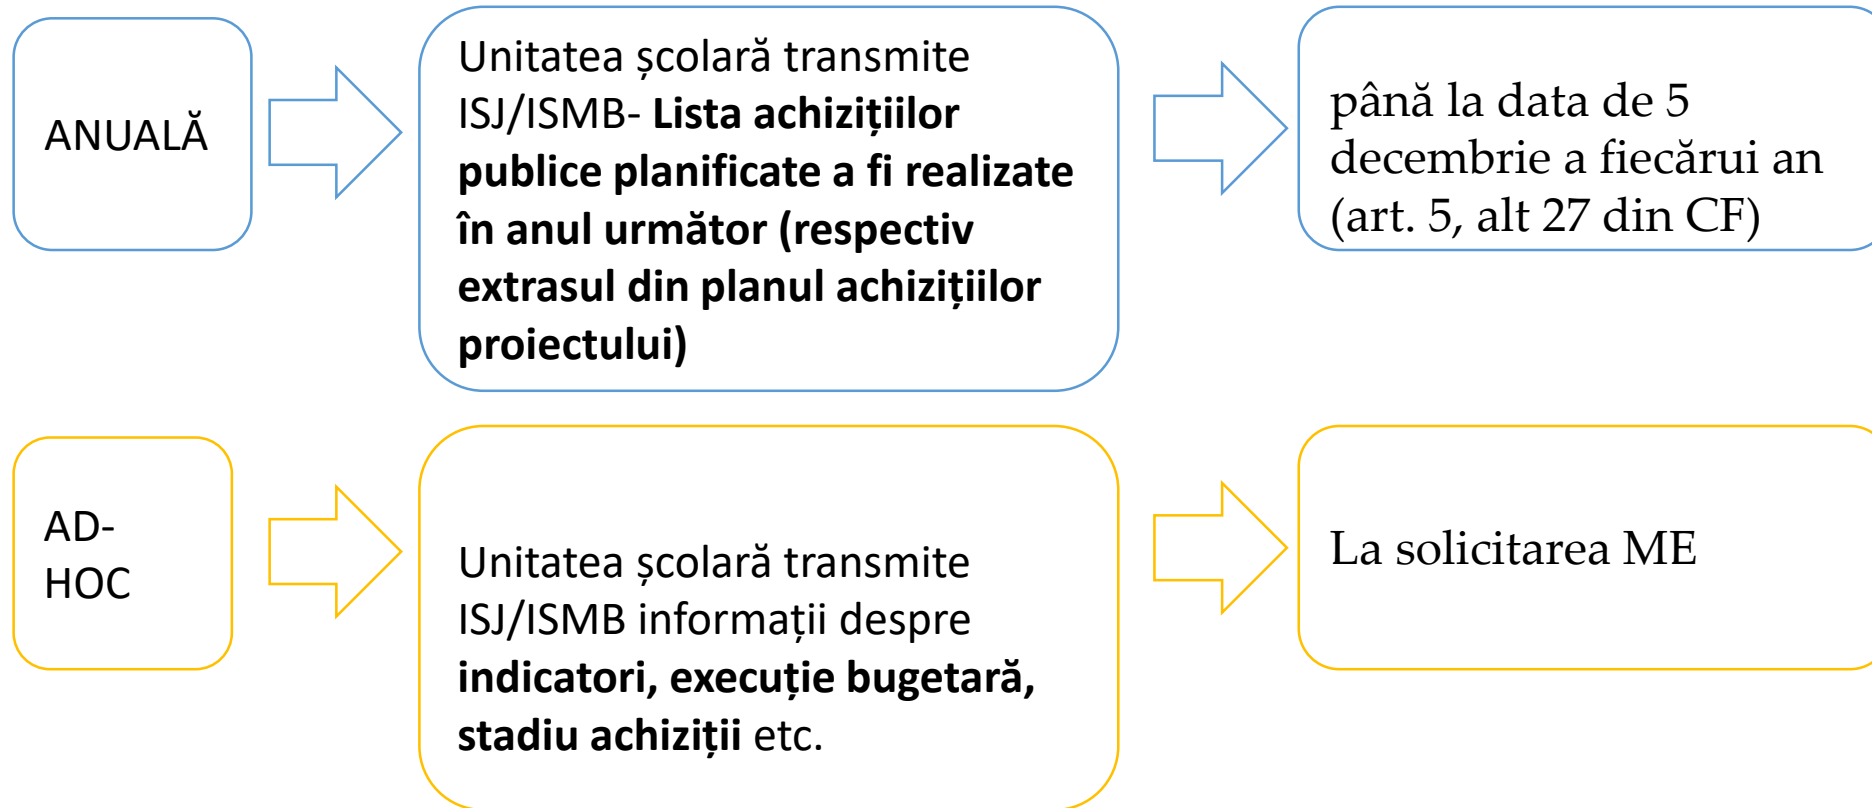 ANUALĂ
Unitatea școlară transmite
ISJ/ISMB- Lista achizițiilor
publice planificate a fi realizate
în anul următor (respectiv
extrasul din planul achizițiilor
proiectului)
până la data de 5
decembrie a fiecărui an
(art. 5, alt 27 din CF)
AD-
HOC
Unitatea școlară transmite
ISJ/ISMB informații despre
indicatori, execuție bugetară,
stadiu achiziții etc.
La solicitarea ME